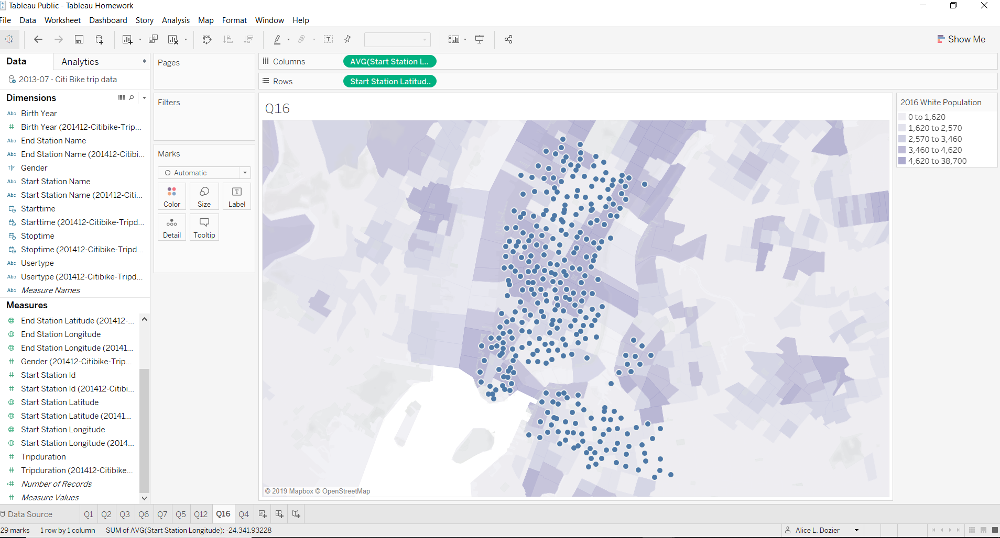 Tableau Public - Tableau Homework
File Data Worksheet Dashboard Story Analysis Map Format Window Help
Show Me
Data
Analytics
2013-07 - Citi Bike trip data
Dimensions
Abc Birth Year
# Birth Year (201412-Citibike-Trip...
Abc End Station Name
Abc End Station Name (201412-Citibi...
T|F Gender
Abc Start Station Name
Abc Start Station Name (201412-Citi...
Starttime
Starttime (201412-Citibike-Tripd...
Stoptime
Stoptime (201412-Citibike-Tripd...
Abc Usertype
Abc Usertype (201412-Citibike-Tripd...
Abc Measure Names
Measures
End Station Latitude (201412-...
End Station Longitude
End Station Longitude (20141...
# Gender (201412-Citibike-Trip...
# Start Station Id
# Start Station Id (201412-Citibi...
Start Station Latitude
Start Station Latitude (20141...
Start Station Longitude
Start Station Longitude (2014...
# Tripduration
# Tripduration (201412-Citibike...
=# Number of Records
# Measure Values
Pages
Filters
Marks
Automatic
Color Size Label
Detail Tooltip
Columns AVG(Start Station L..
Rows Start Station Latitud..
Q16
© 2019 Mapbox © OpenStreetMap
2016 White Population
0 to 1,620
1,620 to 2,570
2,570 to 3,460
3,460 to 4,620
4,620 to 38,700
Data Source Q1 Q2 Q3 Q6 Q7 Q5 Q12 Q16 Q4
29 marks 1 row by 1 column SUM of AVG(Start Station Longitude): -24,341.93228 Alice L. Dozier